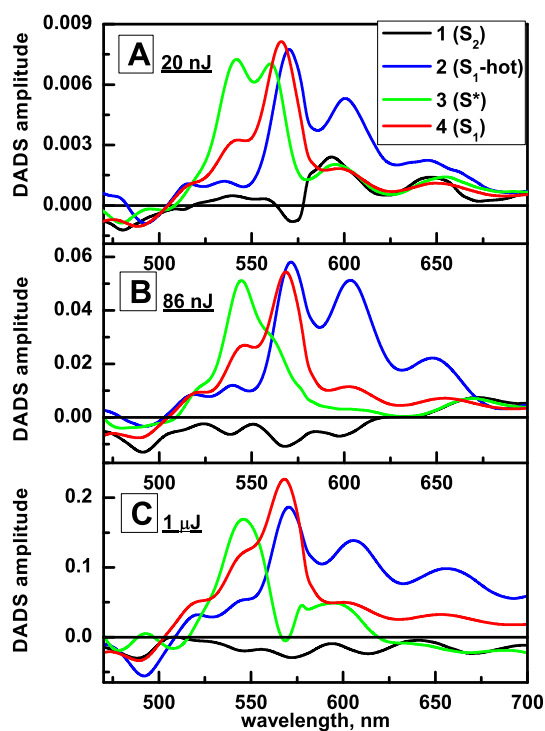 0.009
A 20 nJ
1 (S2)
2 (S1-hot)
3 (S*)
4 (S1)
0.006
0.003
0.000
DADS amplitude
500 550 600 650
0.06
B 86 nJ
0.04
0.02
0.00
DADS amplitude
500 550 600 650
C 1 μJ
0.2
0.1
0.0
DADS amplitude
500 550 600 650 700
wavelength, nm